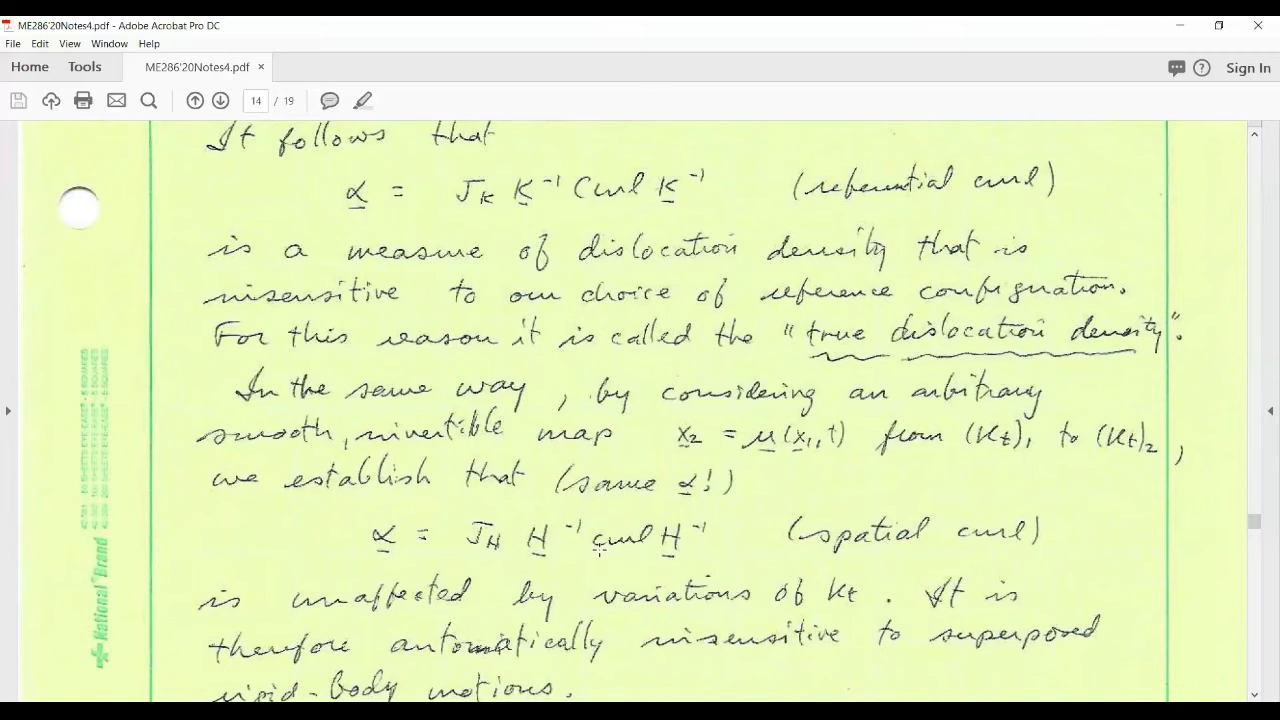 ME286'20Notes4.pdf - Adobe Acrobat Pro DC
File Edit View Window Help
Home Tools ME286'20Notes4.pdf × Sign In
14 / 19
It follows that
α = J_K K⁻¹ Curl K⁻¹ (referential curl)
is a measure of dislocation density that is
insensitive to our choice of reference configuration.
For this reason it is called the "true dislocation density".
In the same way, by considering an arbitrary
smooth, invertible map x₂ = μ(x₁, t) from (κt)₁ to (κt)₂,
we establish that (same α!)
α = J_H H⁻¹ curl H⁻¹ (spatial curl)
is unaffected by variations of κt. It is
therefore automatically insensitive to superposed
rigid-body motions.
National® Brand